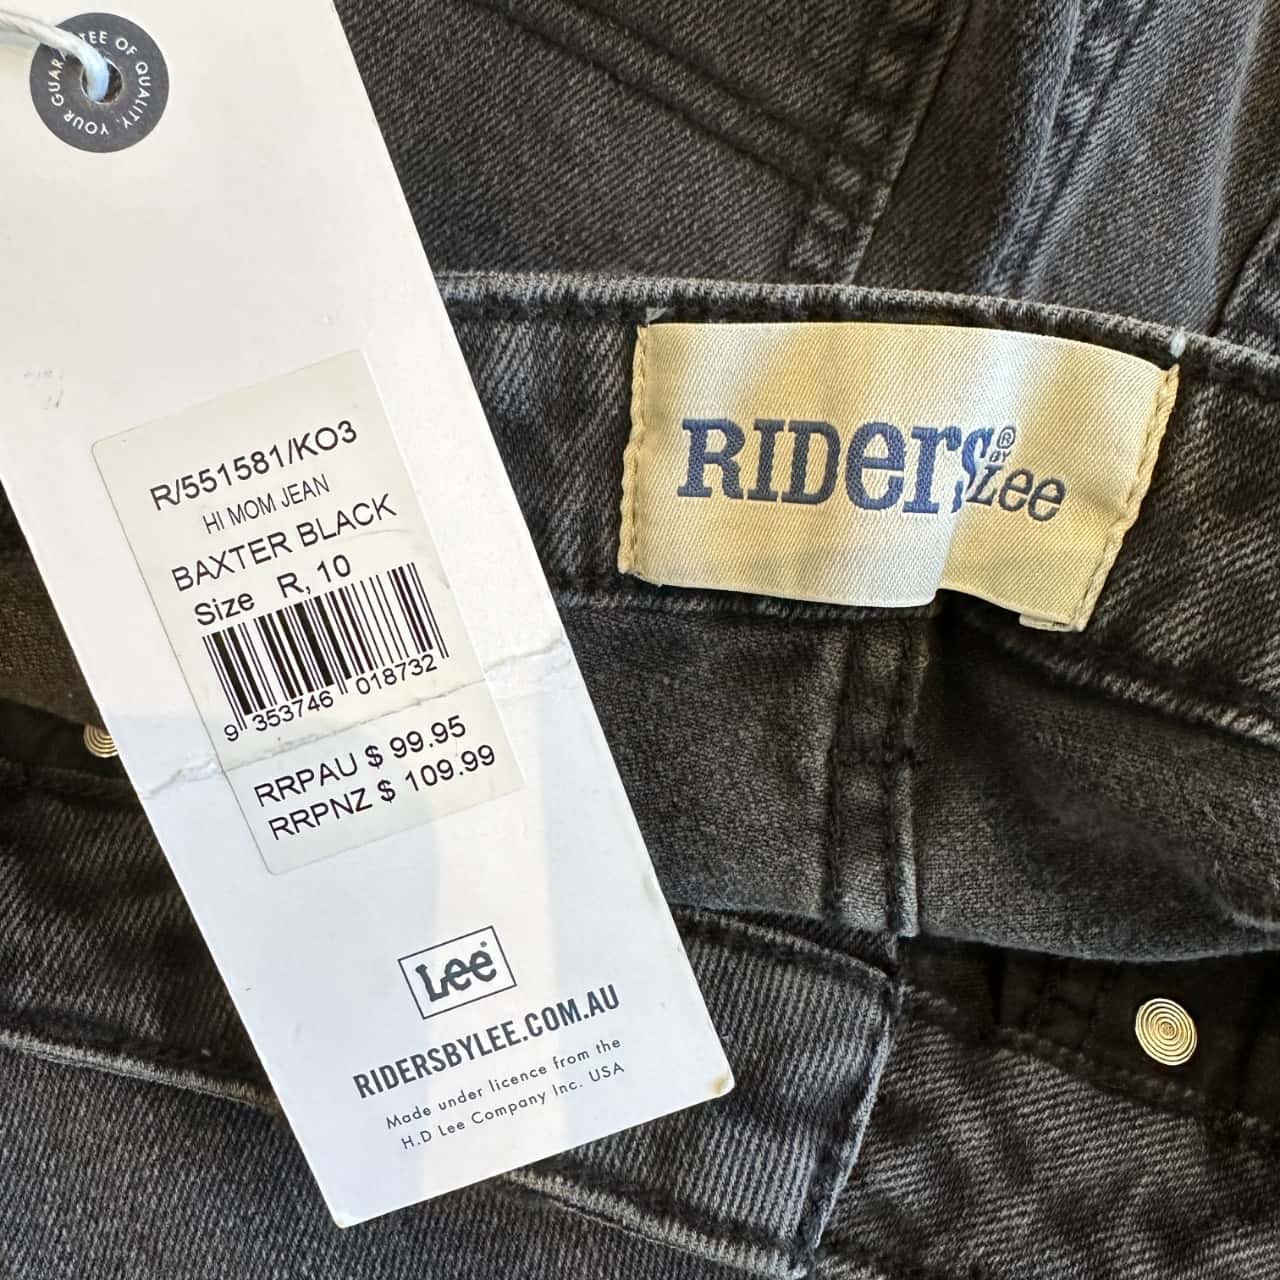 YOUR GUARANTEE OF QUALITY,
R/551581/KO3
HI MOM JEAN
BAXTER BLACK
Size R, 10
9 353746 018732
RRPAU $ 99.95
RRPNZ $ 109.99
Lee®
RIDERSBYLEE.COM.AU
Made under licence from the
H.D Lee Company Inc. USA
RIDERS® BY Lee